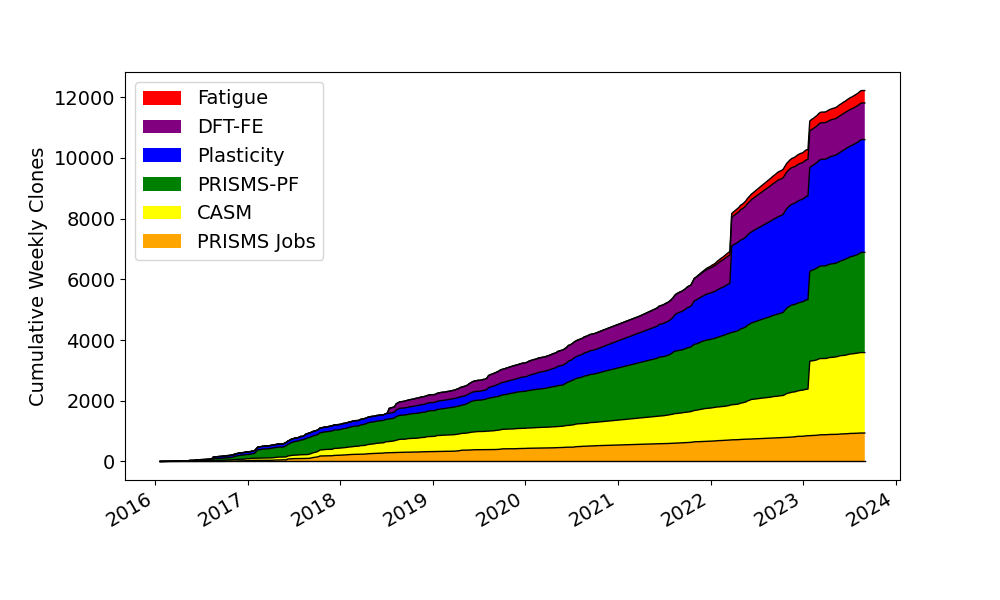 Cumulative Weekly Clones
12000
10000
8000
6000
4000
2000
0
Fatigue
DFT-FE
Plasticity
PRISMS-PF
CASM
PRISMS Jobs
2016
2017
2018
2019
2020
2021
2022
2023
2024